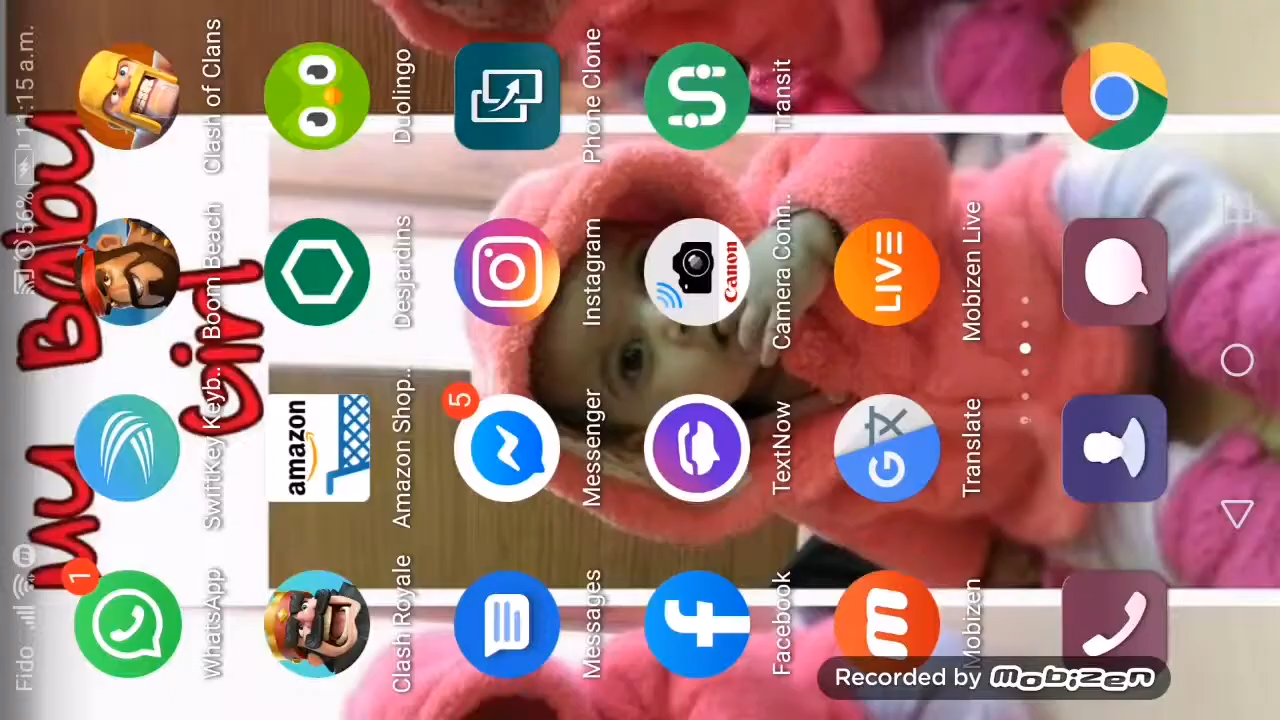 Fido 56% 11:15 a.m.
My Baby
Girl
1
WhatsApp
SwiftKey Keyb..
Boom Beach
Clash of Clans
amazon
Clash Royale
Amazon Shop..
Desjardins
Duolingo
5
Messages
Messenger
Instagram
Phone Clone
Canon
Facebook
TextNow
Camera Conn..
Transit
m
G文
LIVE
Mobizen
Translate
Mobizen Live
Recorded by mobizen